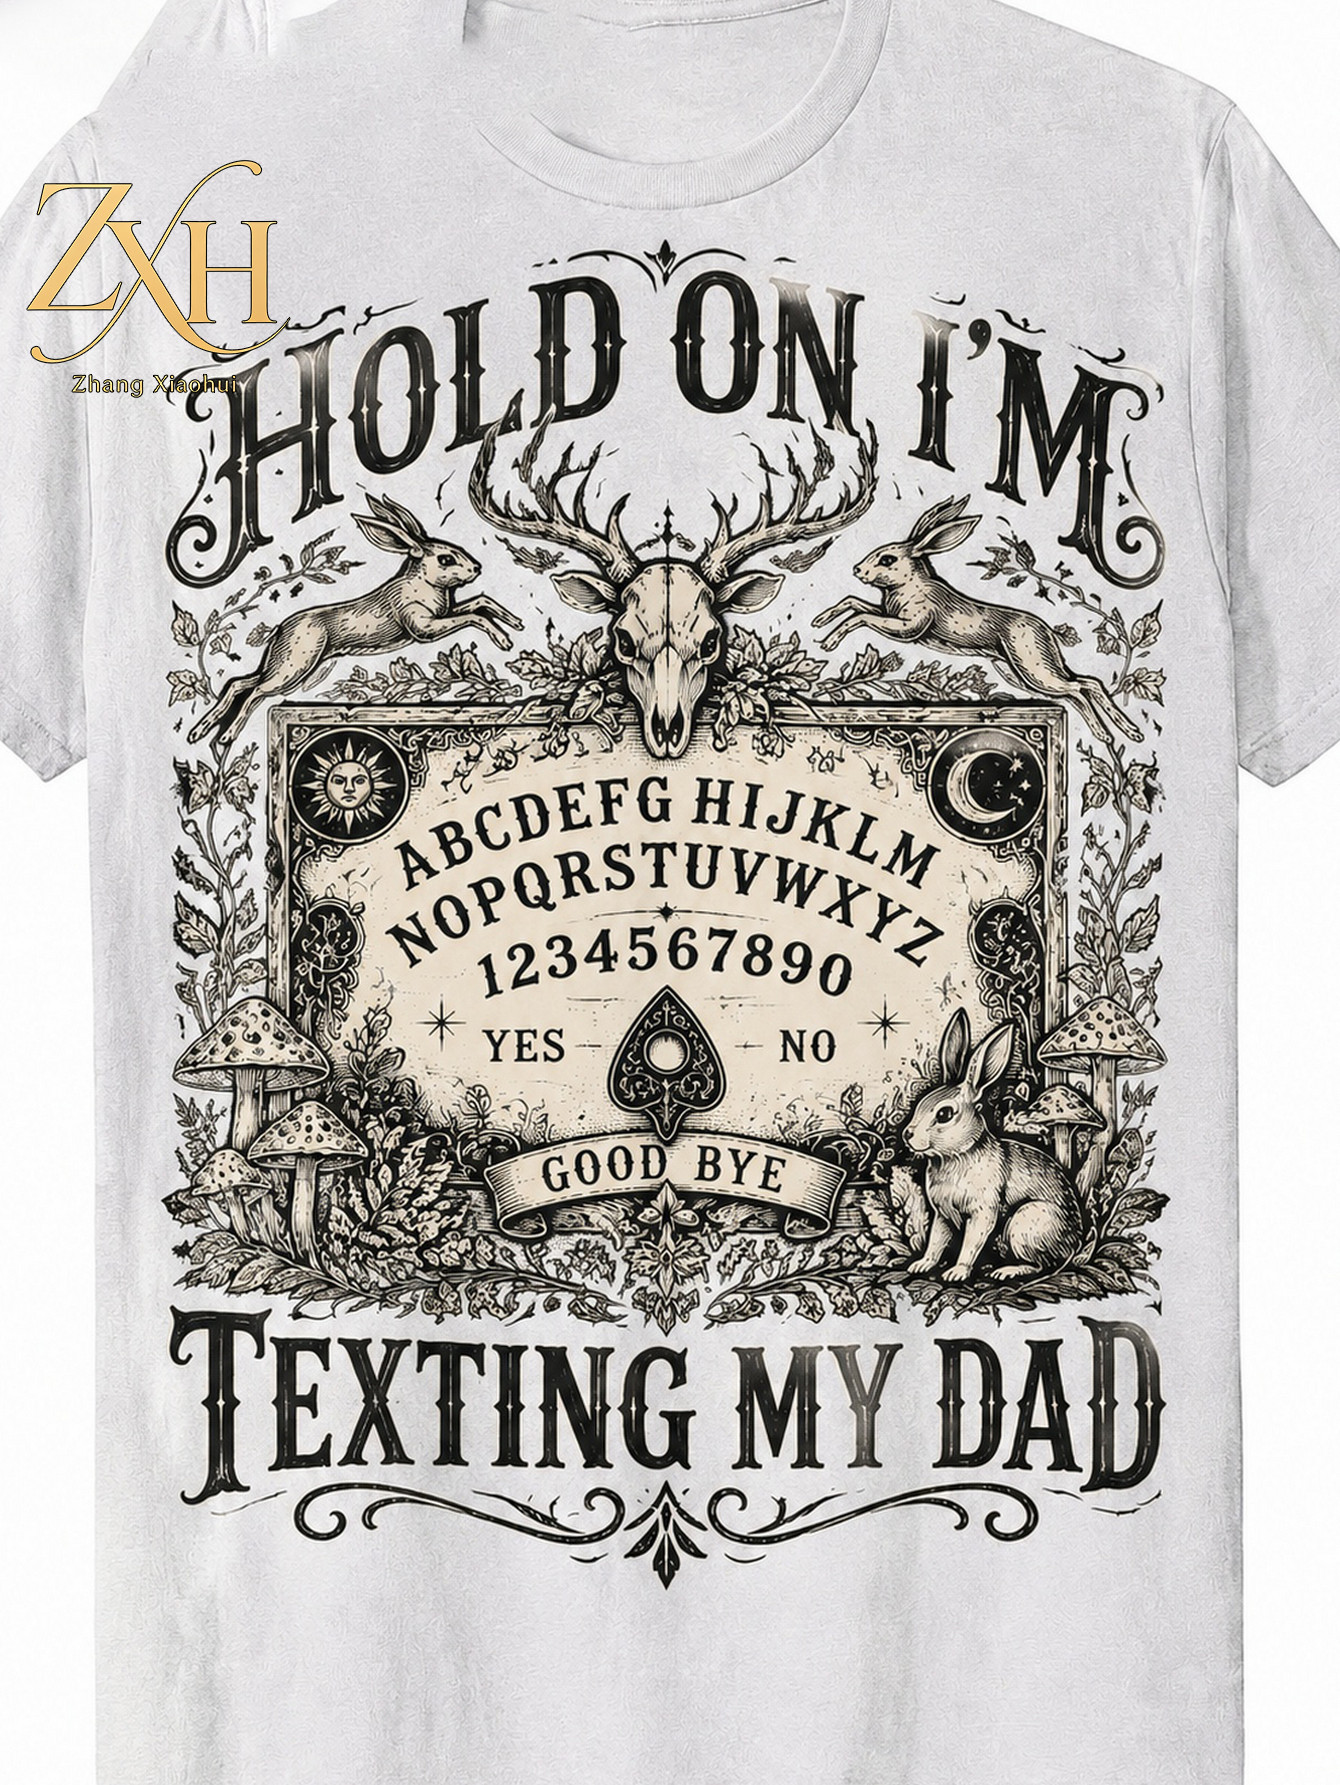 ZXH
Zhang Xiaohui
HOLD ON I'M
ABCDEFG HIJKLM
NOPQRSTUVWXYZ
1234567890
YES NO
GOOD BYE
TEXTING MY DAD